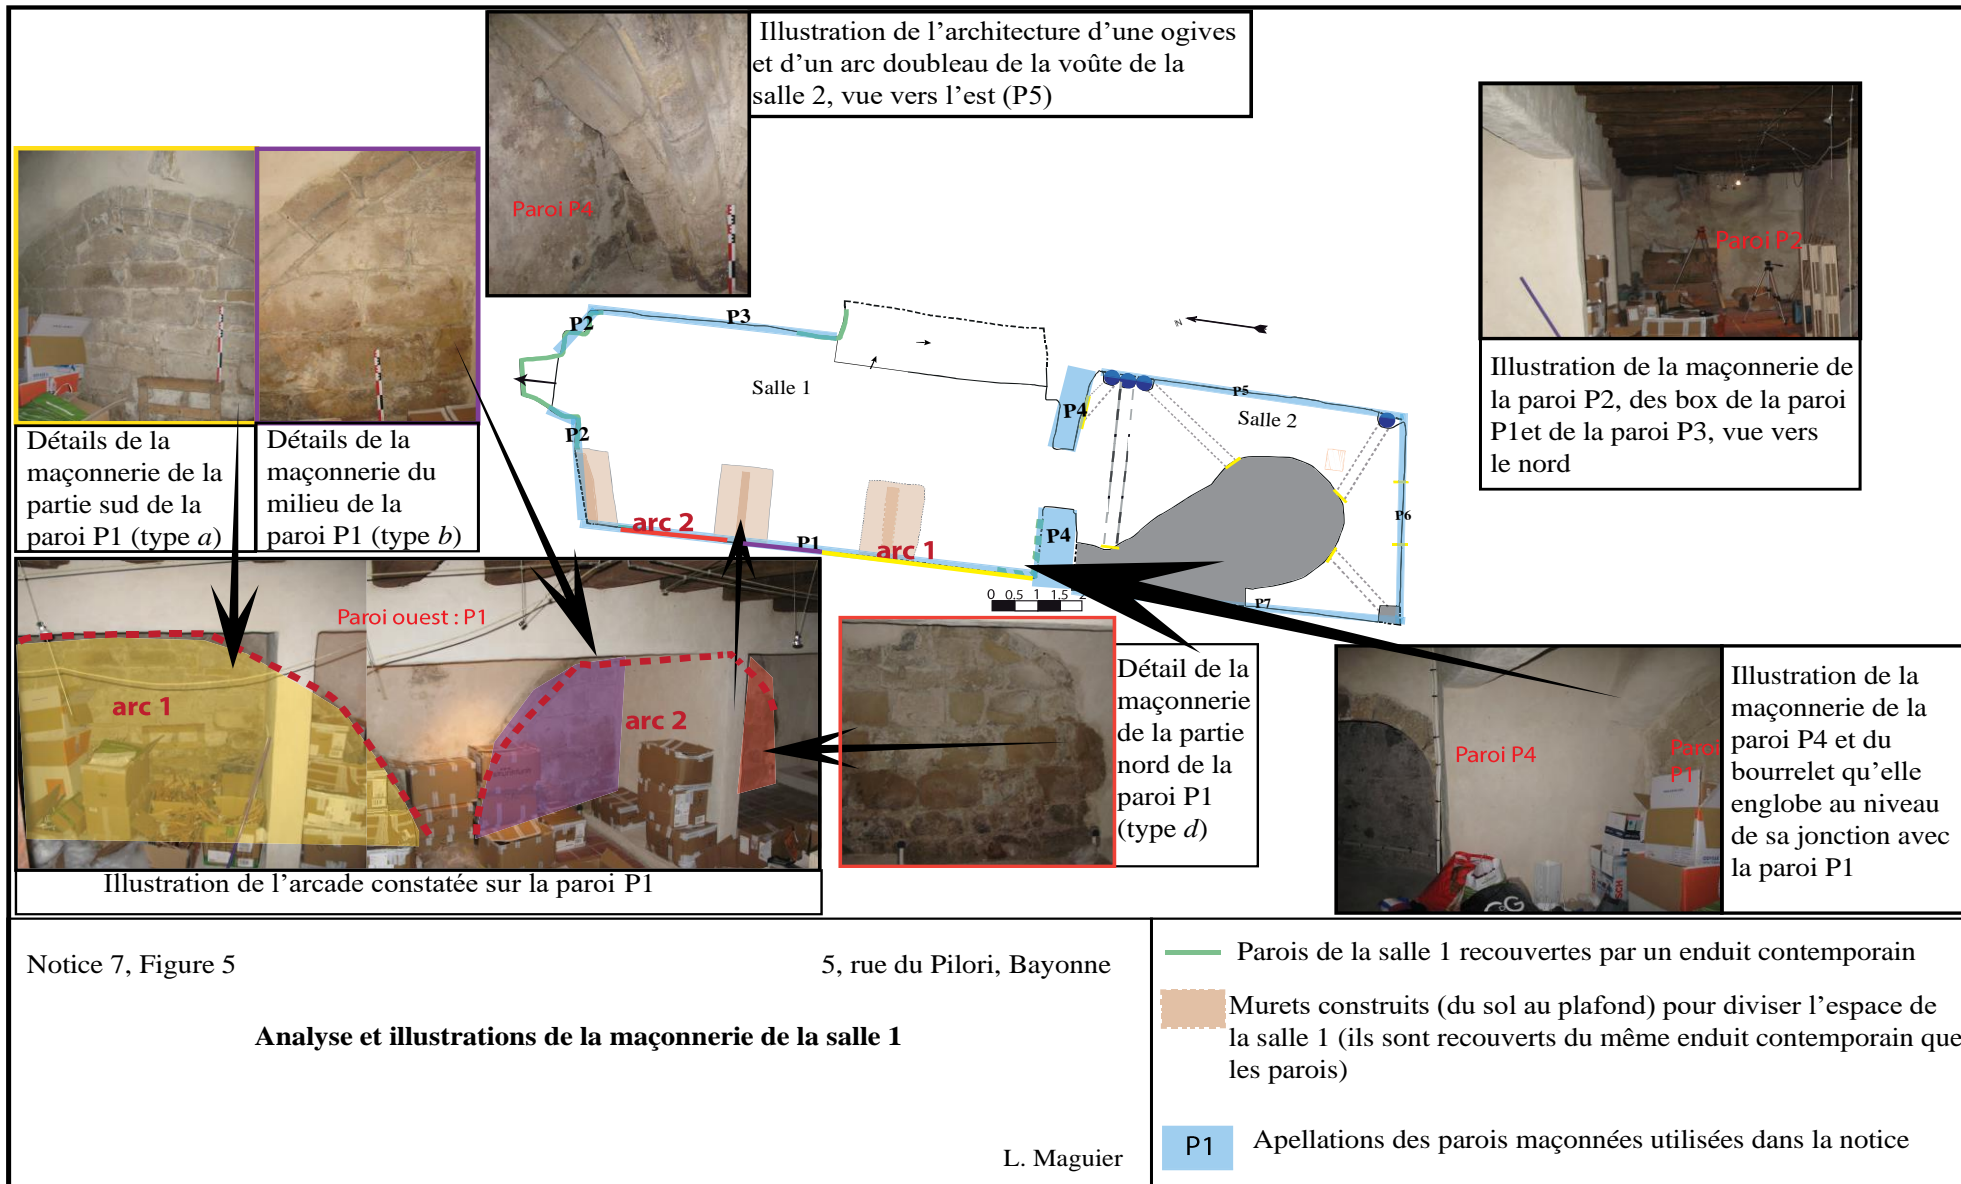 Illustration de l’architecture d’une ogives
et d’un arc doubleau de la voûte de la
salle 2, vue vers l’est (P5)
Paroi P4
Paroi P2
Illustration de la maçonnerie de
la paroi P2, des box de la paroi
P1et de la paroi P3, vue vers
le nord
Détails de la
maçonnerie de la
partie sud de la
paroi P1 (type a)
Détails de la
maçonnerie du
milieu de la
paroi P1 (type b)
P2
P3
N
Salle 1
P4
P5
Salle 2
P2
arc 2
P1
arc 1
P4
P6
P7
0 0.5 1 1.5 2
Paroi ouest : P1
arc 1
arc 2
Illustration de l’arcade constatée sur la paroi P1
Détail de la
maçonnerie
de la partie
nord de la
paroi P1
(type d)
Paroi P4
Paroi
P1
Illustration de la
maçonnerie de la
paroi P4 et du
bourrelet qu’elle
englobe au niveau
de sa jonction avec
la paroi P1
Notice 7, Figure 5
5, rue du Pilori, Bayonne
Analyse et illustrations de la maçonnerie de la salle 1
L. Maguier
Parois de la salle 1 recouvertes par un enduit contemporain
Murets construits (du sol au plafond) pour diviser l’espace de
la salle 1 (ils sont recouverts du même enduit contemporain que
les parois)
P1
Apellations des parois maçonnées utilisées dans la notice